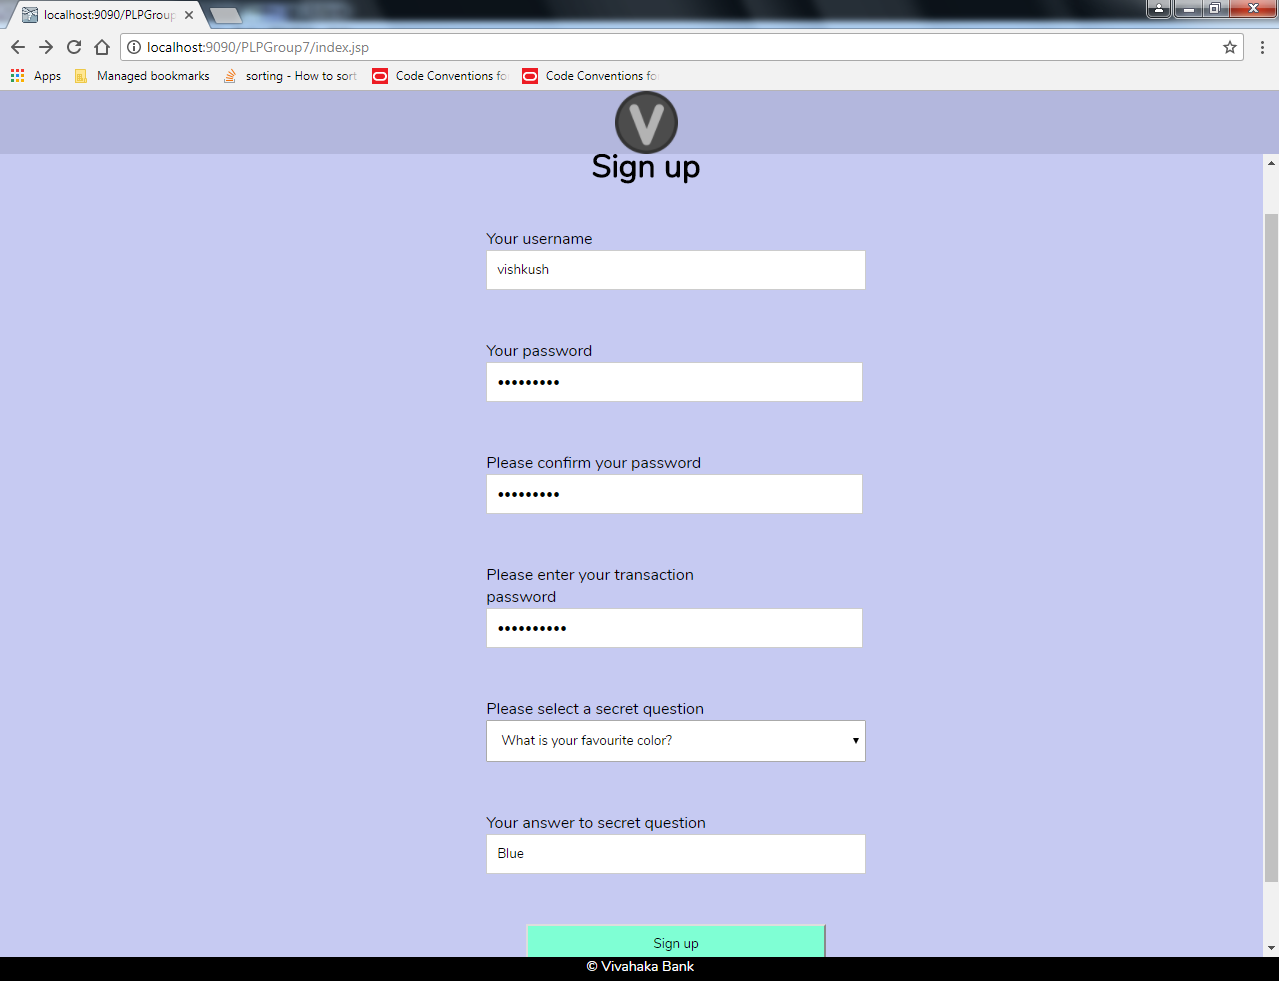 localhost:9090/PLPGroup
localhost:9090/PLPGroup7/index.jsp
Apps Managed bookmarks sorting - How to sort Code Conventions fo Code Conventions fo
V
Sign up
Your username
vishkush
Your password
•••••••••
Please confirm your password
•••••••••
Please enter your transaction
password
••••••••••
Please select a secret question
What is your favourite color?
Your answer to secret question
Blue
Sign up
© Vivahaka Bank